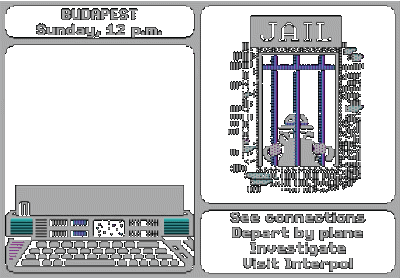 BUDAPEST
Sunday, 12 p.m.
JAIL
See connections
Depart by plane
Investigate
Visit Interpol